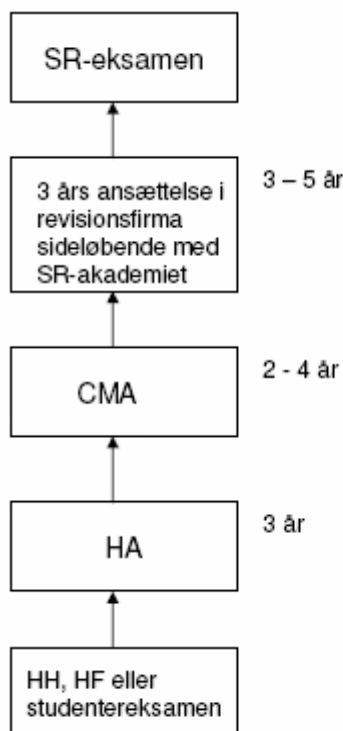 SR-eksamen
3 års ansættelse i
revisionsfirma
sideløbende med
SR-akademiet
3 – 5 år
CMA
2 - 4 år
HA
3 år
HH, HF eller
studentereksamen